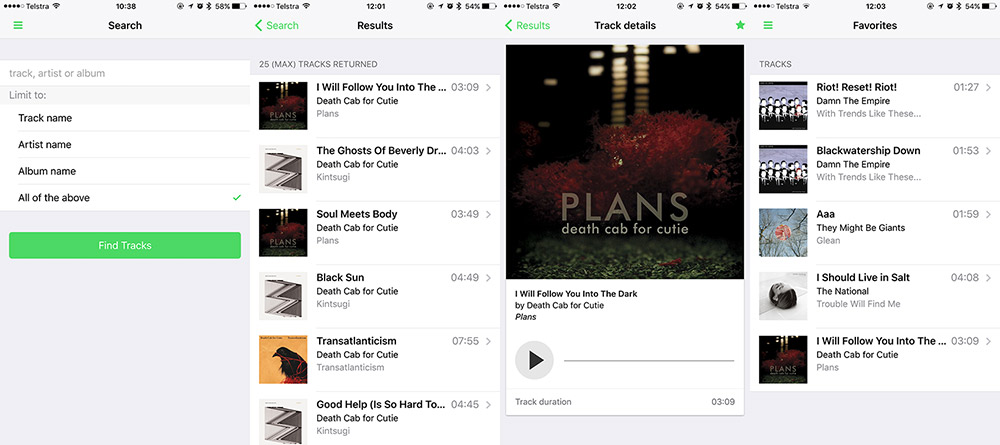 Telstra 10:38 58%
Search
track, artist or album
Limit to:
Track name
Artist name
Album name
All of the above
Find Tracks
Telstra 12:01 54%
Search Results
25 (MAX) TRACKS RETURNED
I Will Follow You Into The ... 03:09
Death Cab for Cutie
Plans
The Ghosts Of Beverly Dr... 04:03
Death Cab for Cutie
Kintsugi
Soul Meets Body 03:49
Death Cab for Cutie
Plans
Black Sun 04:49
Death Cab for Cutie
Kintsugi
Transatlanticism 07:55
Death Cab for Cutie
Transatlanticism
Good Help (Is So Hard To... 04:45
Death Cab for Cutie
Kintsugi
Telstra 12:02 54%
Results Track details
PLANS
death cab for cutie
I Will Follow You Into The Dark
by Death Cab for Cutie
Plans
Track duration 03:09
Telstra 12:03 54%
Favorites
TRACKS
Riot! Reset! Riot! 01:27
Damn The Empire
With Trends Like These...
Blackwatership Down 01:53
Damn The Empire
With Trends Like These...
Aaa 01:59
They Might Be Giants
Glean
I Should Live in Salt 04:08
The National
Trouble Will Find Me
I Will Follow You Into The ... 03:09
Death Cab for Cutie
Plans